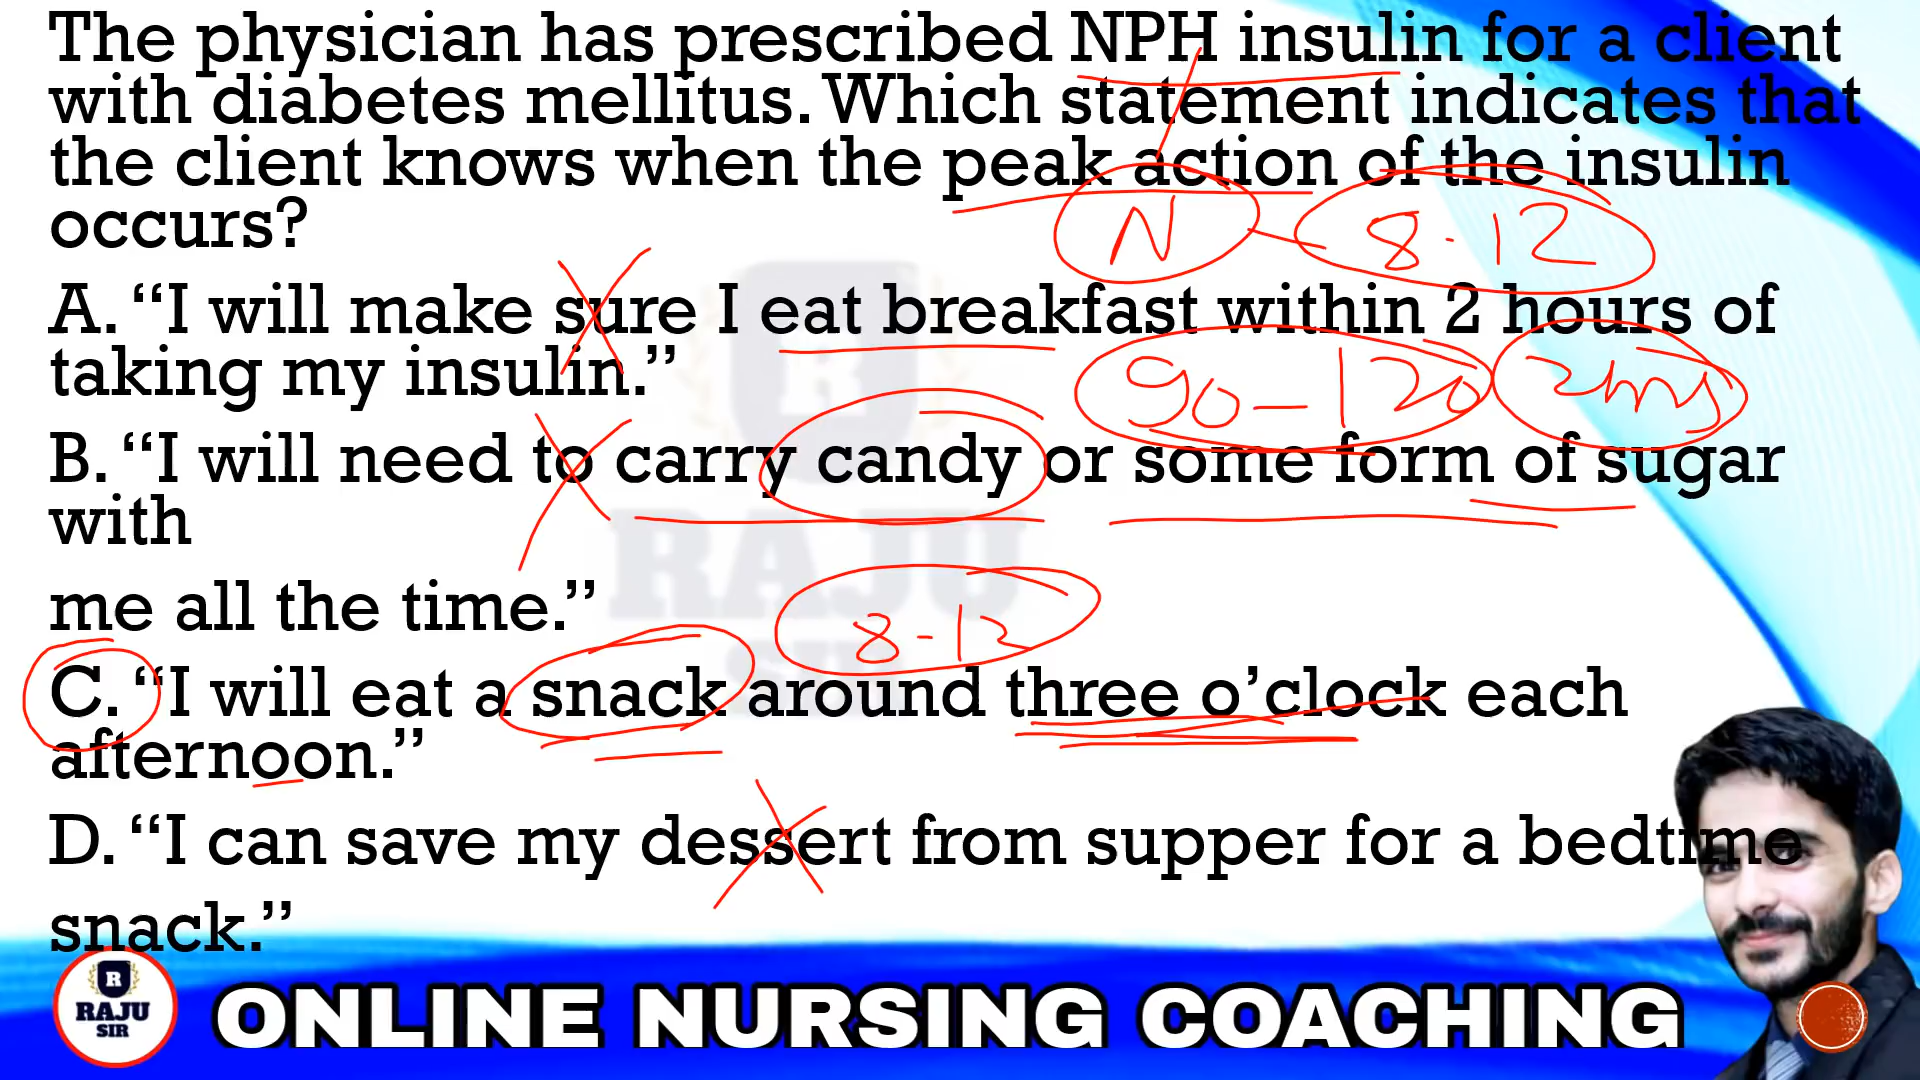 The physician has prescribed NPH insulin for a client
with diabetes mellitus. Which statement indicates that
the client knows when the peak action of the insulin
occurs?
N 8-12
A. “I will make sure I eat breakfast within 2 hours of
taking my insulin.”
90-120
B. “I will need to carry candy or some form of sugar
with
me all the time.”
8-12
C. “I will eat a snack around three o’clock each
afternoon.”
D. “I can save my dessert from supper for a bedtime
snack.”
R
RAJU
SIR
R
RAJU
SIR
ONLINE NURSING COACHING